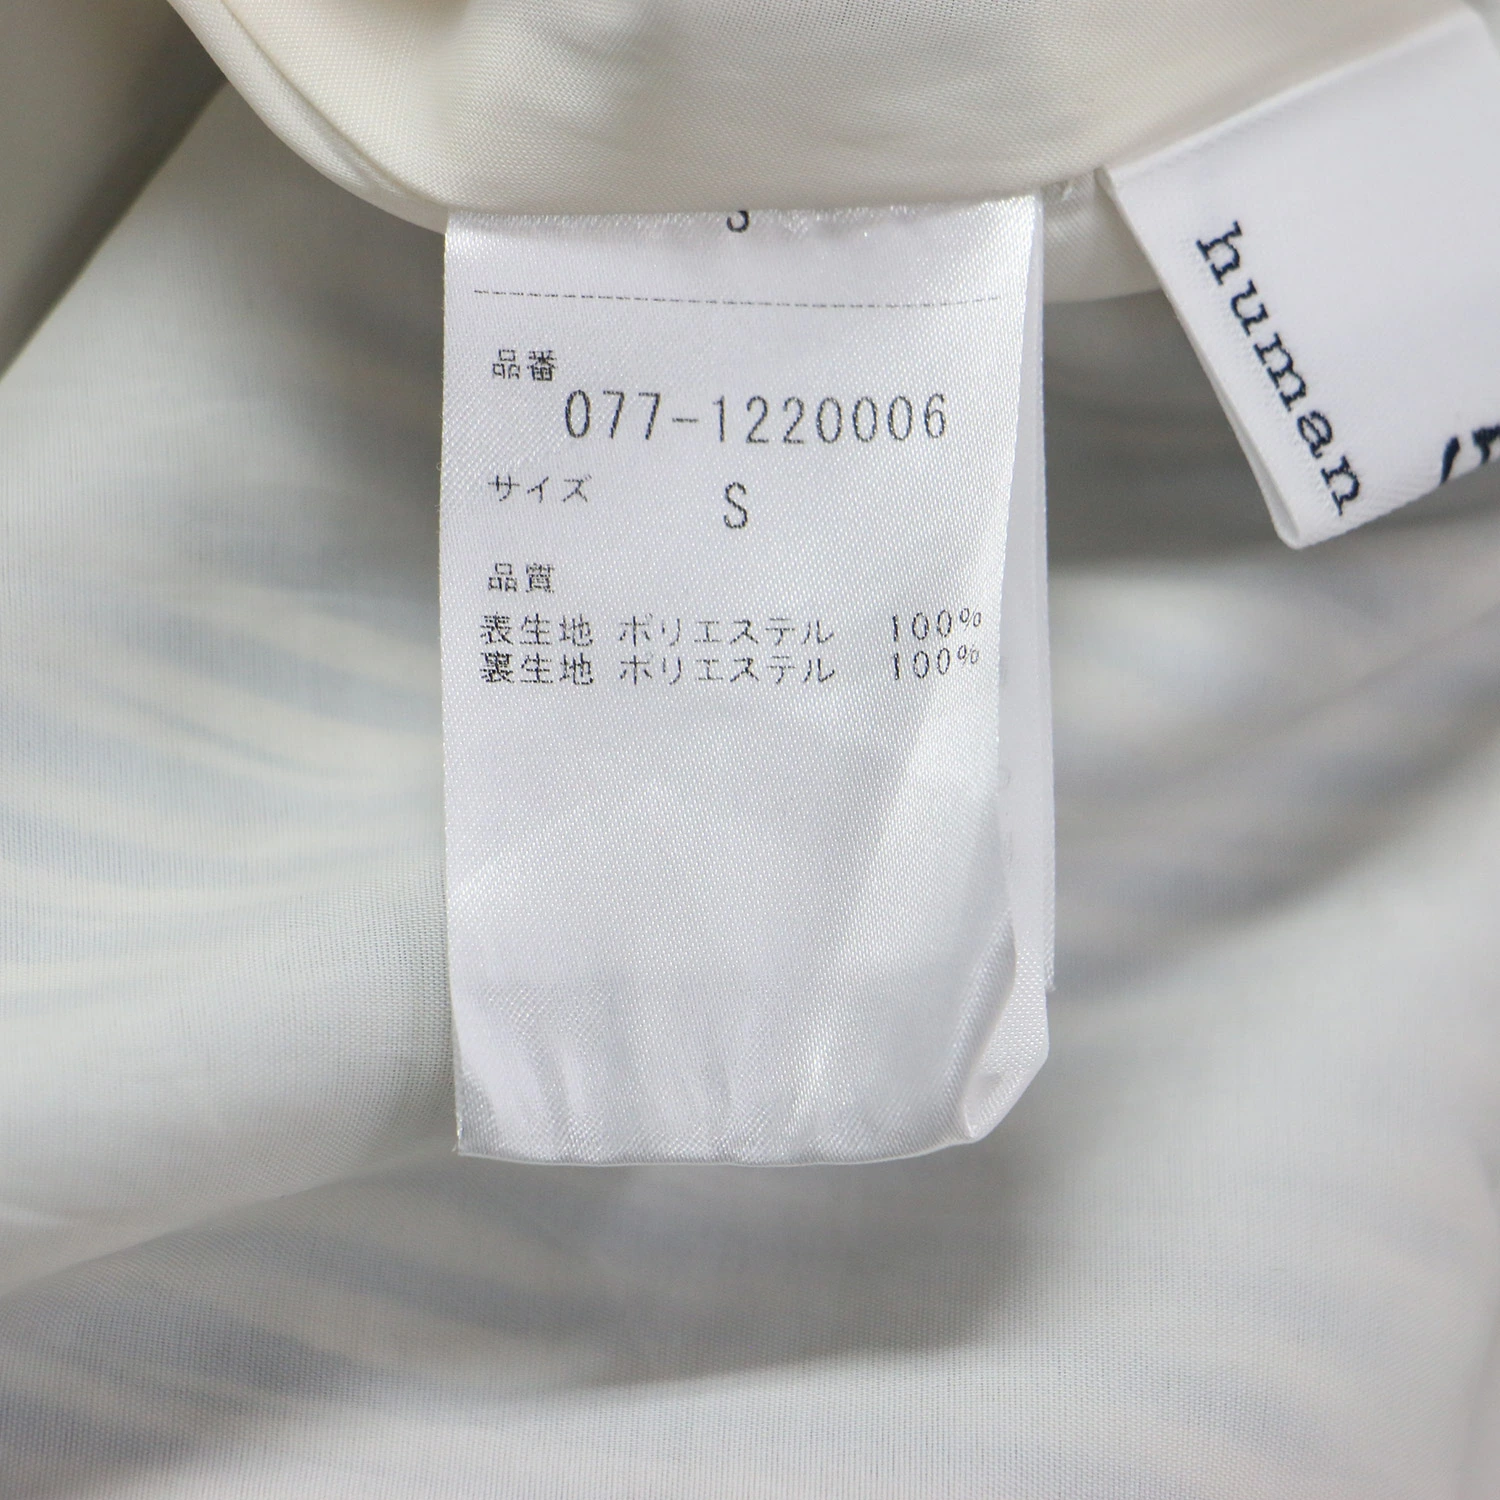 S
品番
077-1220006
サイズ S
品質
表生地 ポリエステル 100%
裏生地 ポリエステル 100%
human